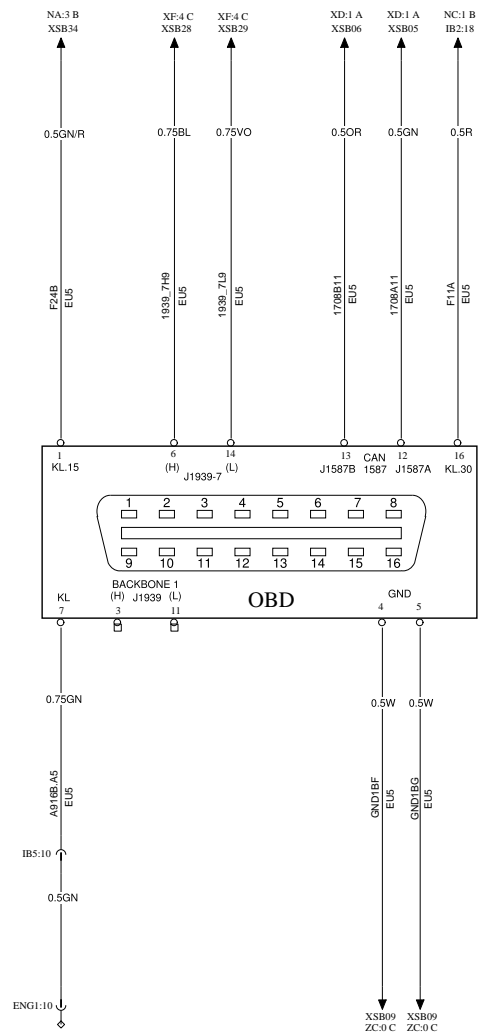 NA:3 B XF:4 C XF:4 C XD:1 A XD:1 A NC:1 B
XSB34 XSB28 XSB29 XSB06 XSB05 IB2:18
0.5GN/R 0.75BL 0.75VO 0.5OR 0.5GN 0.5R
F24B 1939_7H9 1939_7L9 1708B11 1708A11 F11A
EU5 EU5 EU5 EU5 EU5 EU5
1 6 14 13 12 16
KL.15 (H) J1939-7 (L) J1587B CAN 1587 J1587A KL.30
1 2 3 4 5 6 7 8
9 10 11 12 13 14 15 16
BACKBONE 1
KL (H) J1939 (L) OBD GND
7 3 11 4 5
0.75GN 0.5W 0.5W
A916B.A5 GND1BF GND1BG
EU5 EU5 EU5
IB5:10
0.5GN
ENG1:10
XSB09 XSB09
ZC:0 C ZC:0 C